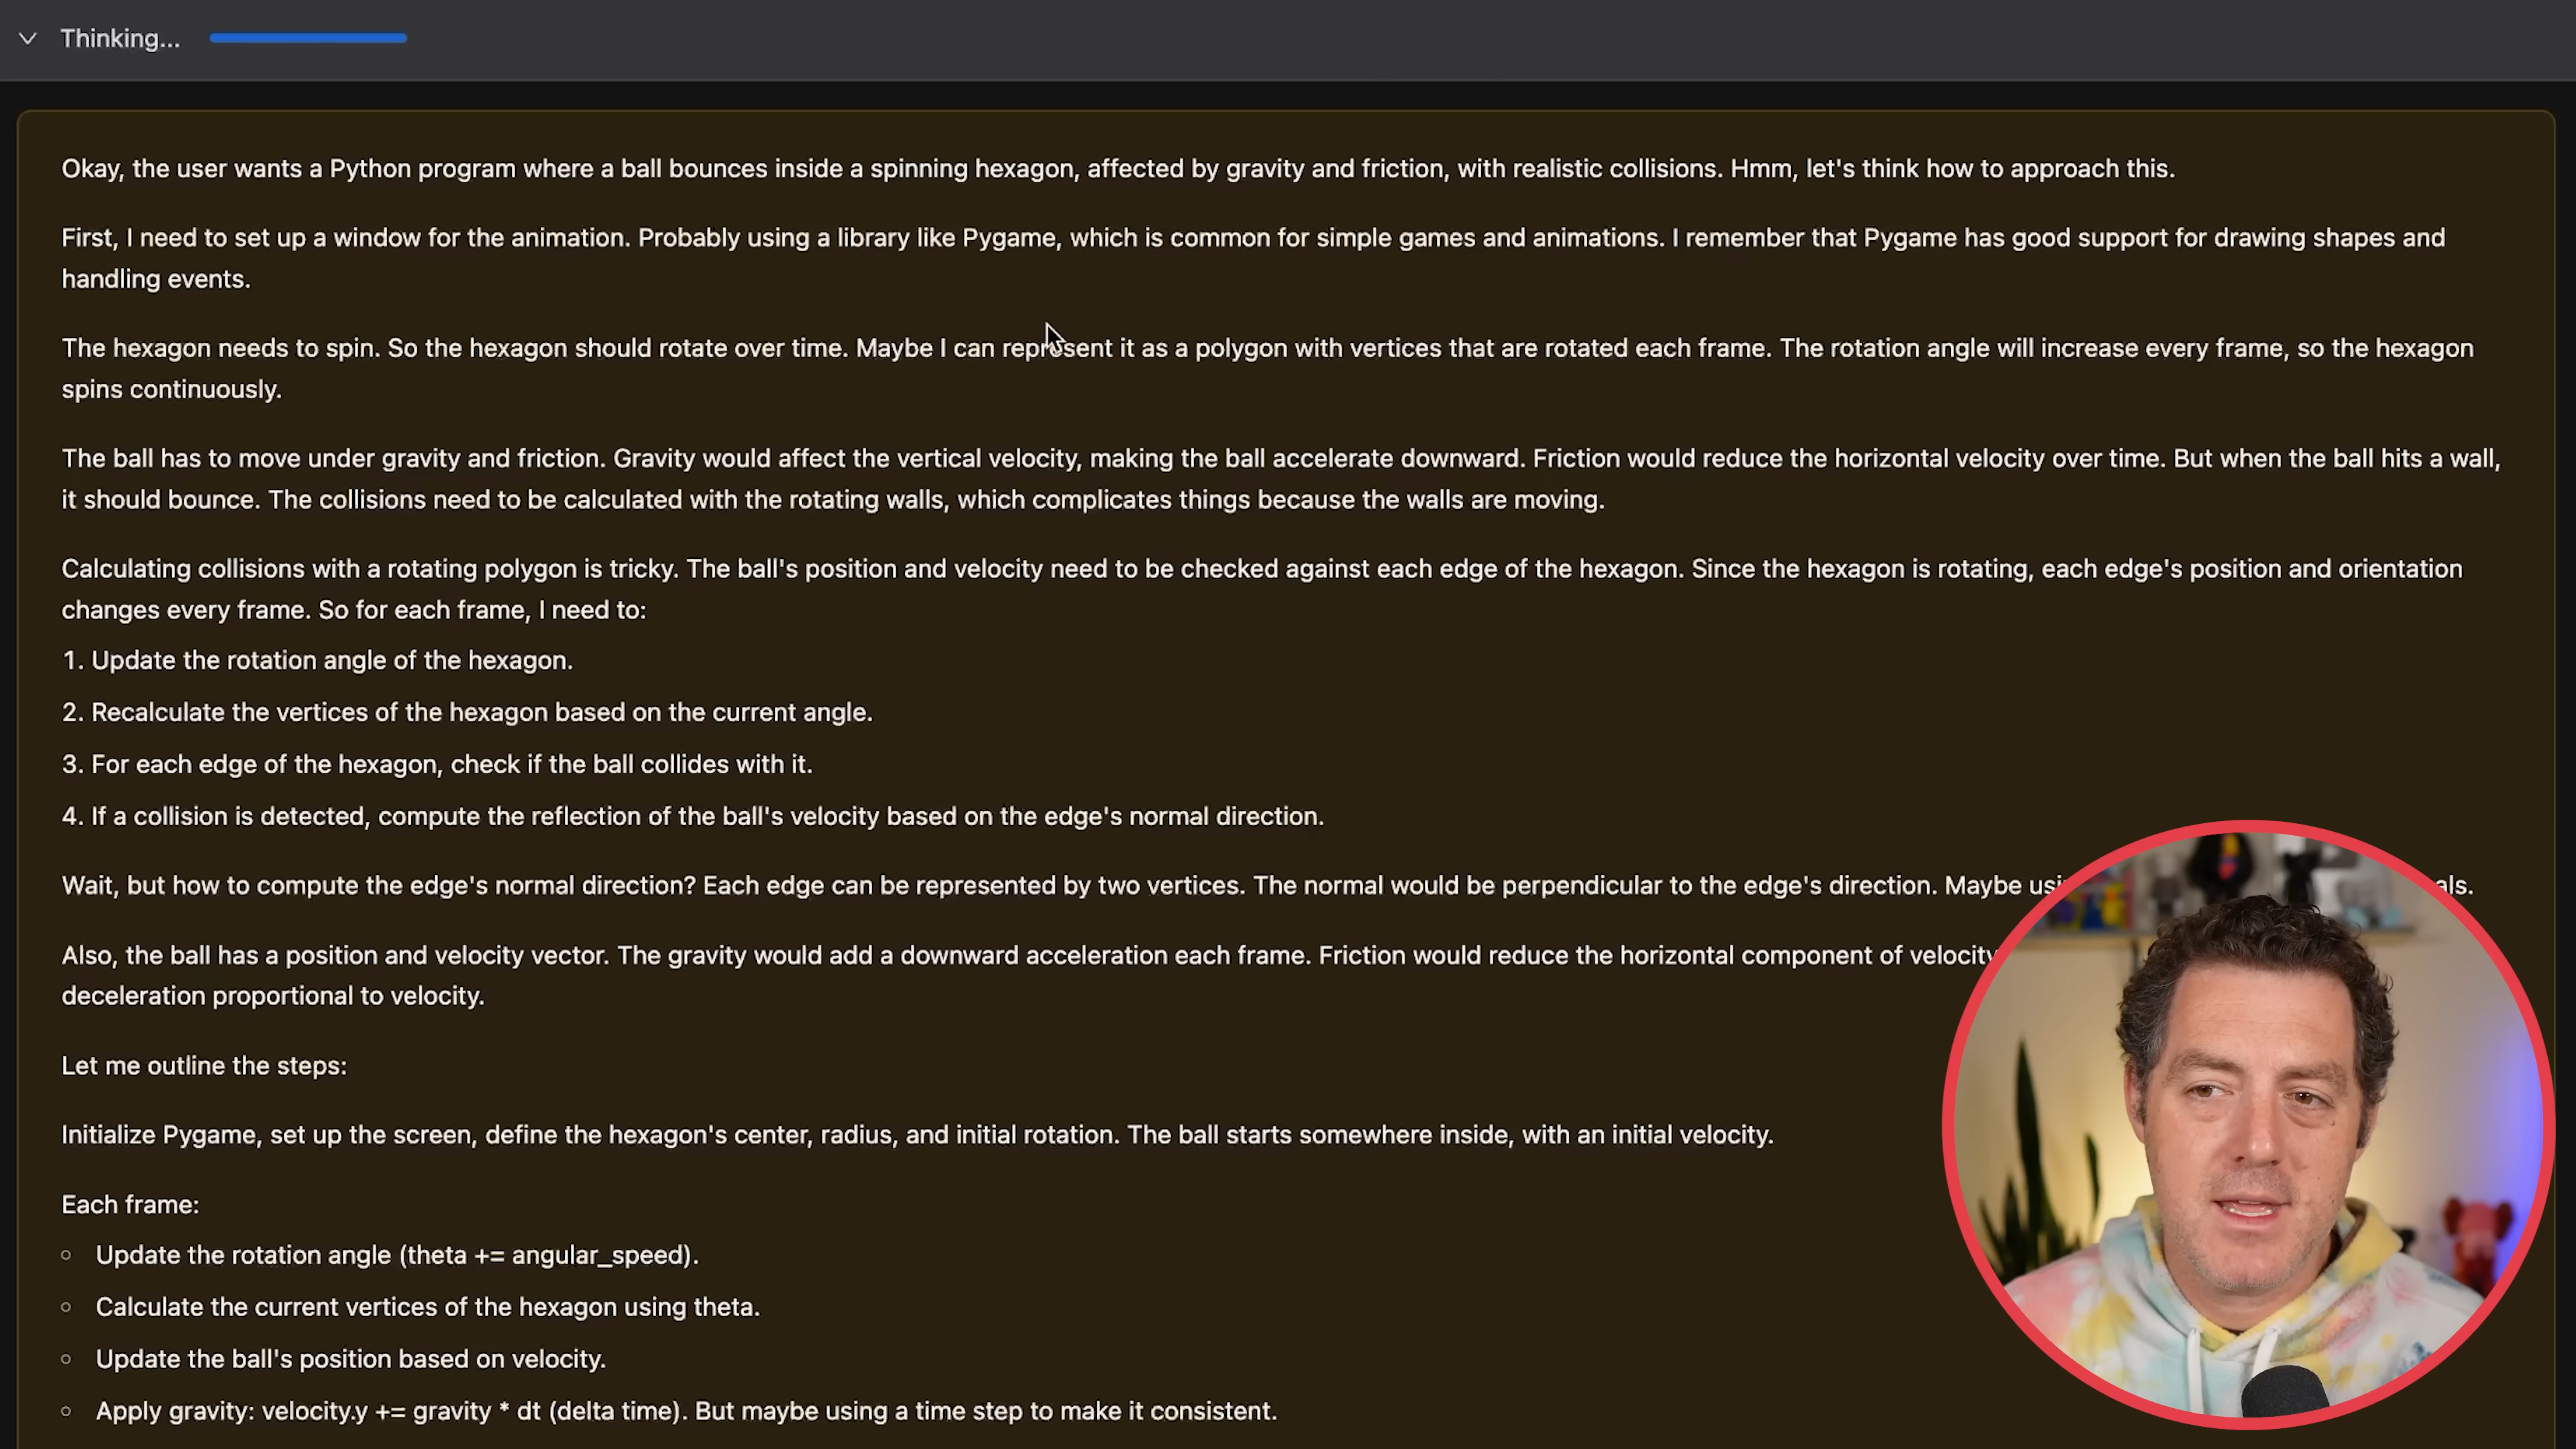 Thinking...
Okay, the user wants a Python program where a ball bounces inside a spinning hexagon, affected by gravity and friction, with realistic collisions. Hmm, let's think how to approach this.
First, I need to set up a window for the animation. Probably using a library like Pygame, which is common for simple games and animations. I remember that Pygame has good support for drawing shapes and
handling events.
The hexagon needs to spin. So the hexagon should rotate over time. Maybe I can represent it as a polygon with vertices that are rotated each frame. The rotation angle will increase every frame, so the hexagon
spins continuously.
The ball has to move under gravity and friction. Gravity would affect the vertical velocity, making the ball accelerate downward. Friction would reduce the horizontal velocity over time. But when the ball hits a wall,
it should bounce. The collisions need to be calculated with the rotating walls, which complicates things because the walls are moving.
Calculating collisions with a rotating polygon is tricky. The ball's position and velocity need to be checked against each edge of the hexagon. Since the hexagon is rotating, each edge's position and orientation
changes every frame. So for each frame, I need to:
1. Update the rotation angle of the hexagon.
2. Recalculate the vertices of the hexagon based on the current angle.
3. For each edge of the hexagon, check if the ball collides with it.
4. If a collision is detected, compute the reflection of the ball's velocity based on the edge's normal direction.
Wait, but how to compute the edge's normal direction? Each edge can be represented by two vertices. The normal would be perpendicular to the edge's direction. Maybe
Also, the ball has a position and velocity vector. The gravity would add a downward acceleration each frame. Friction would reduce the horizontal component of velocity
deceleration proportional to velocity.
Let me outline the steps:
Initialize Pygame, set up the screen, define the hexagon's center, radius, and initial rotation. The ball starts somewhere inside, with an initial velocity.
Each frame:
○ Update the rotation angle (theta += angular_speed).
○ Calculate the current vertices of the hexagon using theta.
○ Update the ball's position based on velocity.
○ Apply gravity: velocity.y += gravity * dt (delta time). But maybe using a time step to make it consistent.